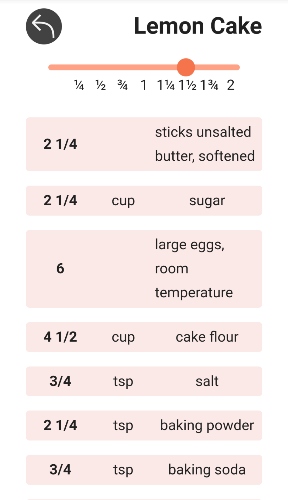 Lemon Cake
¼ ½ ¾ 1 1¼ 1½ 1¾ 2
2 1/4 sticks unsalted
butter, softened
2 1/4 cup sugar
large eggs,
6 room
temperature
4 1/2 cup cake flour
3/4 tsp salt
2 1/4 tsp baking powder
3/4 tsp baking soda